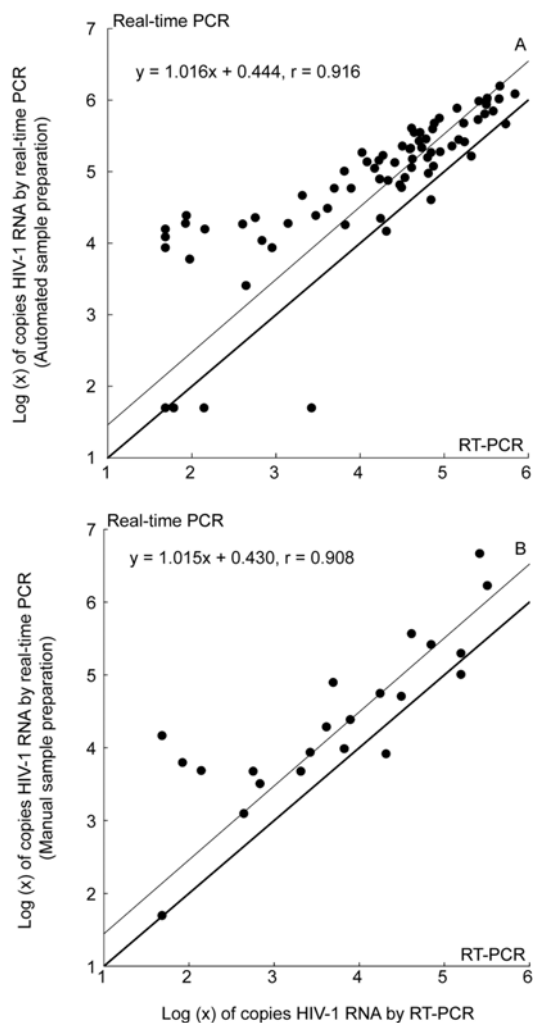 Real-time PCR
A
y = 1.016x + 0.444, r = 0.916
7
6
5
4
3
2
1
Log (x) of copies HIV-1 RNA by real-time PCR
(Automated sample preparation)
RT-PCR
1 2 3 4 5 6
Real-time PCR
B
y = 1.015x + 0.430, r = 0.908
7
6
5
4
3
2
1
Log (x) of copies HIV-1 RNA by real-time PCR
(Manual sample preparation)
RT-PCR
1 2 3 4 5 6
Log (x) of copies HIV-1 RNA by RT-PCR